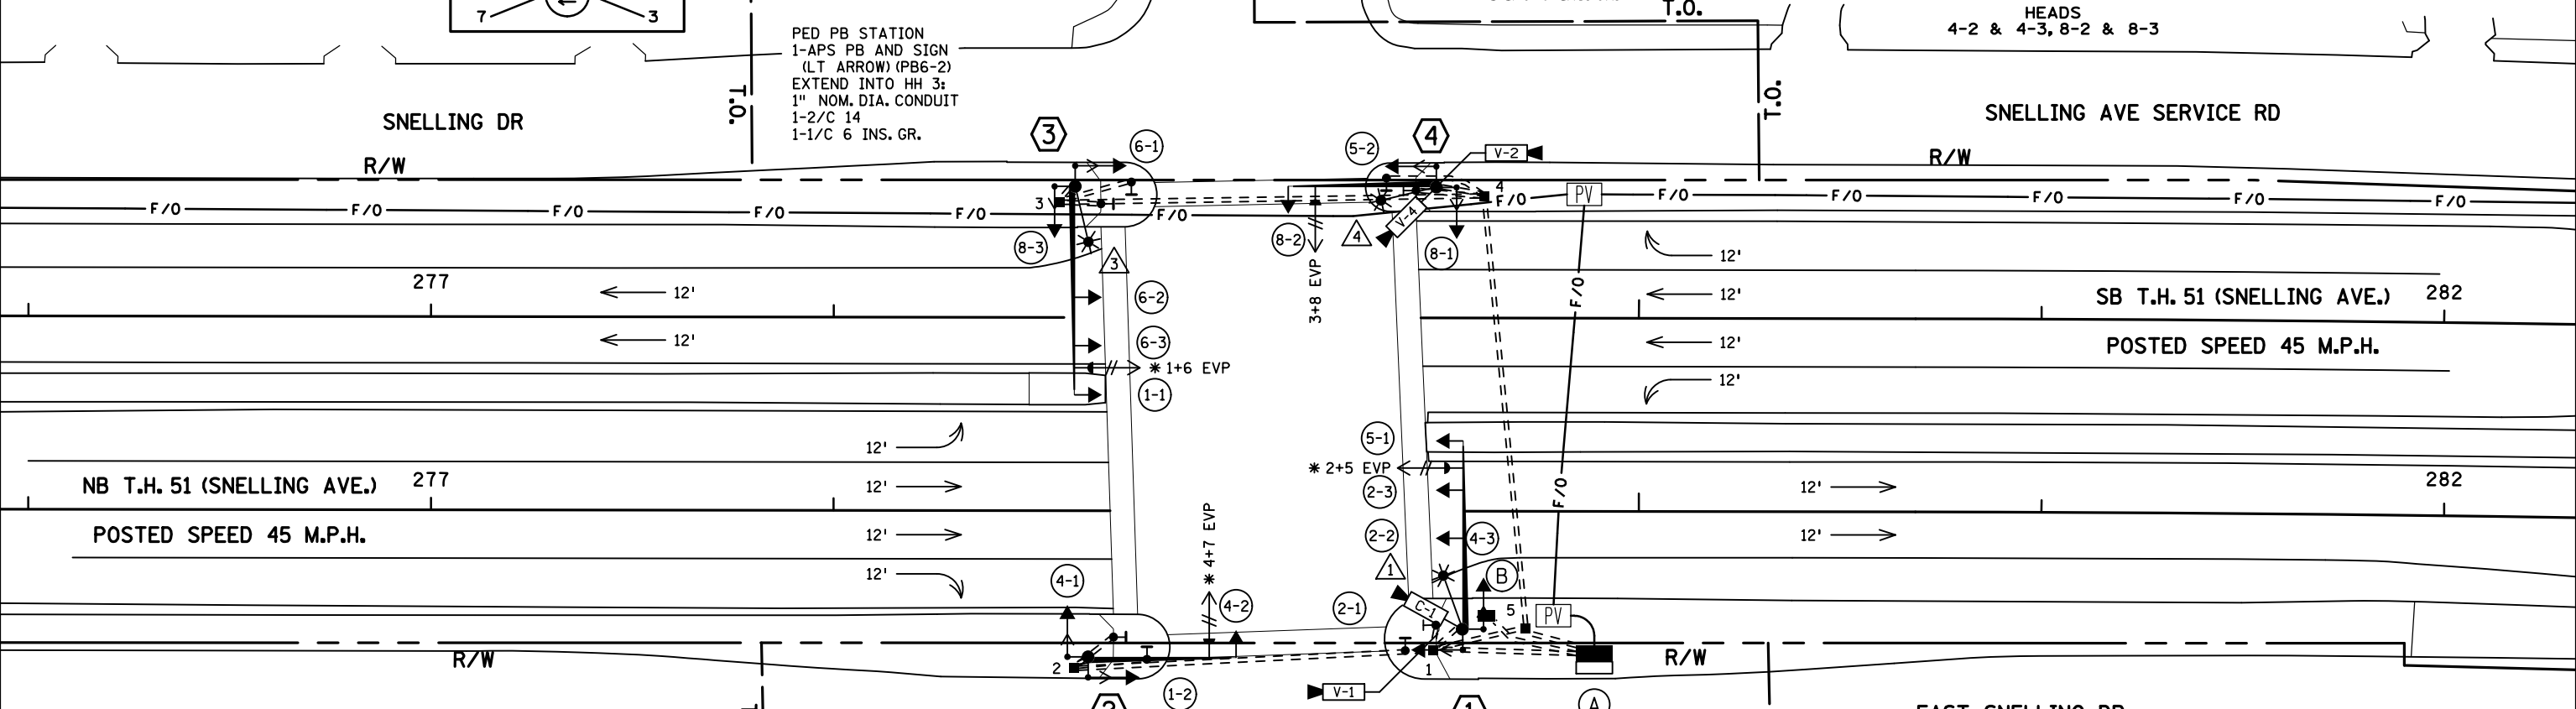 7
3
PED PB STATION
1-APS PB AND SIGN
(LT ARROW) (PB6-2)
EXTEND INTO HH 3:
1" NOM. DIA. CONDUIT
1-2/C 14
1-1/C 6 INS. GR.
T.O.
T.O.
T.O.
HEADS
4-2 & 4-3, 8-2 & 8-3
SNELLING DR
SNELLING AVE SERVICE RD
R/W
R/W
3
6-1
5-2
4
V-2
F/O F/O F/O F/O F/O F/O
3
4
F/O
PV
F/O F/O F/O F/O F/O
8-3
3
8-2
4
V-4
8-1
3+8 EVP
277
12'
12'
6-2
6-3
* 1+6 EVP
1-1
F/O
12'
12'
12'
12'
SB T.H. 51 (SNELLING AVE.) 282
POSTED SPEED 45 M.P.H.
12'
12'
12'
12'
NB T.H. 51 (SNELLING AVE.) 277
POSTED SPEED 45 M.P.H.
5-1
* 2+5 EVP
2-3
2-2
4-3
F/O
12'
12'
282
* 4+7 EVP
4-1
4-2
2-1
1
C-1
B
5
PV
R/W
2
1-2
V-1
1
R/W
A